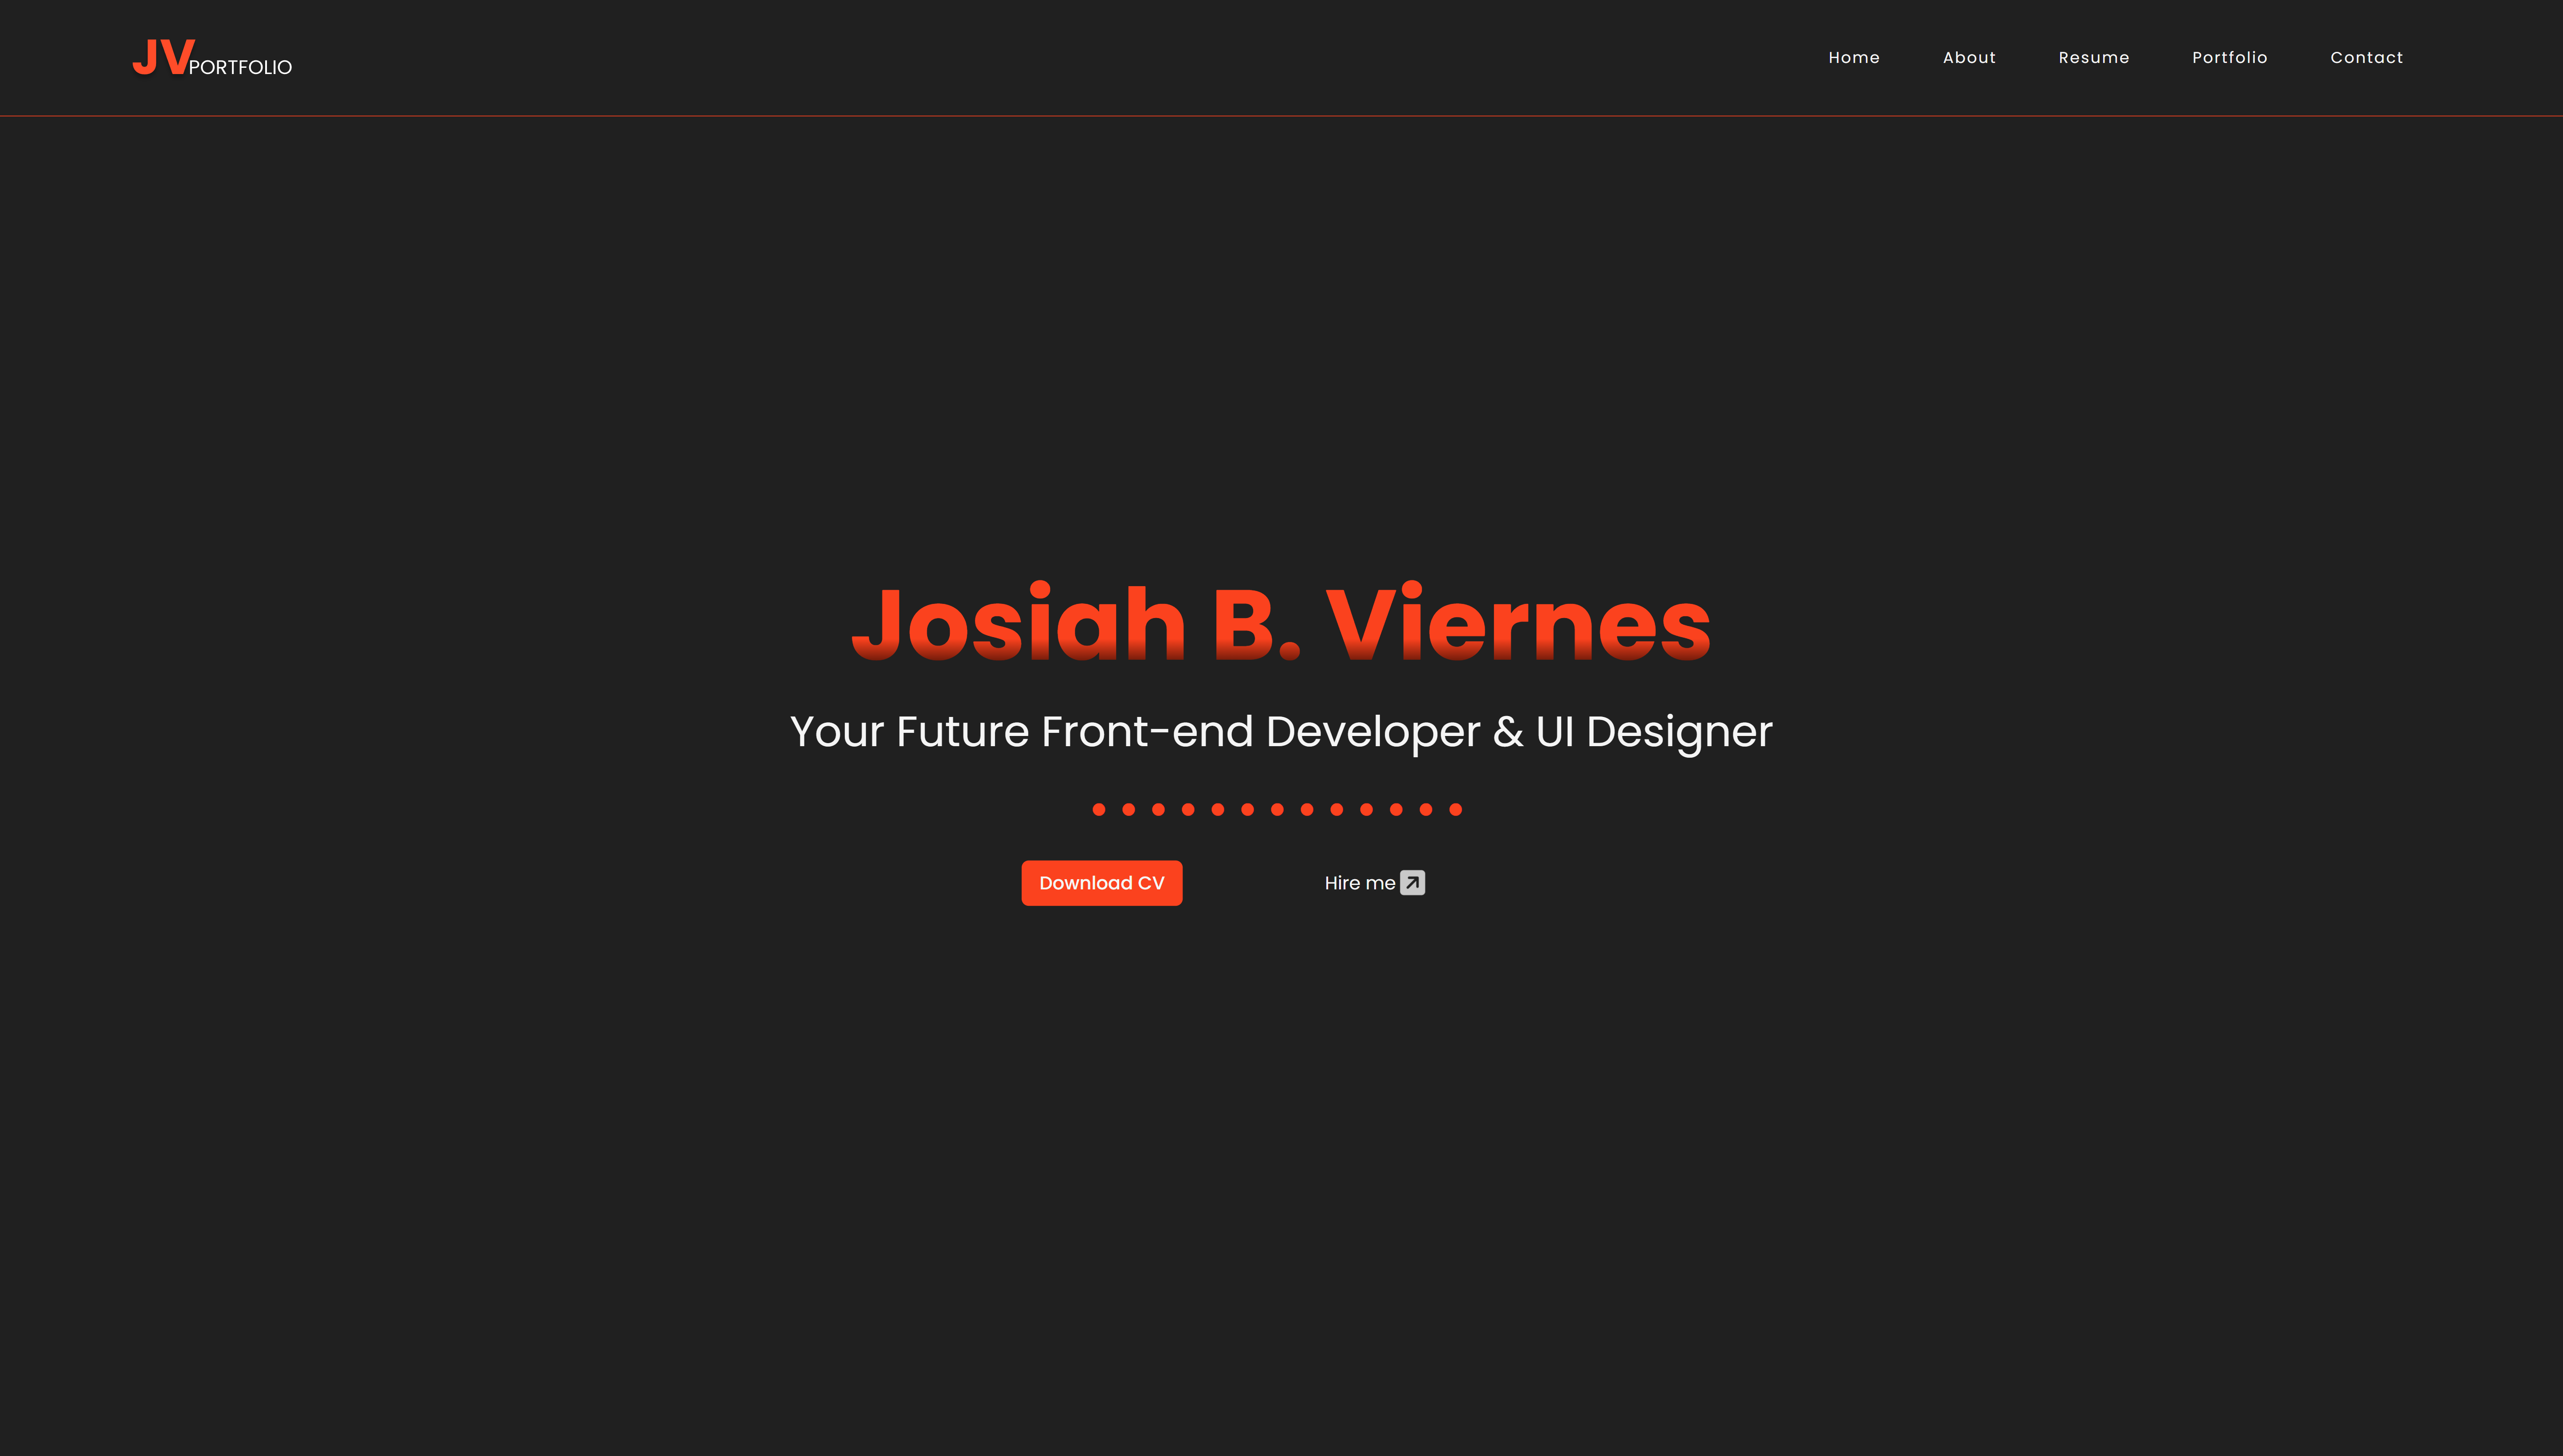 JVPORTFOLIO
Home About Resume Portfolio Contact
Josiah B. Viernes
Your Future Front-end Developer & UI Designer
Download CV
Hire me